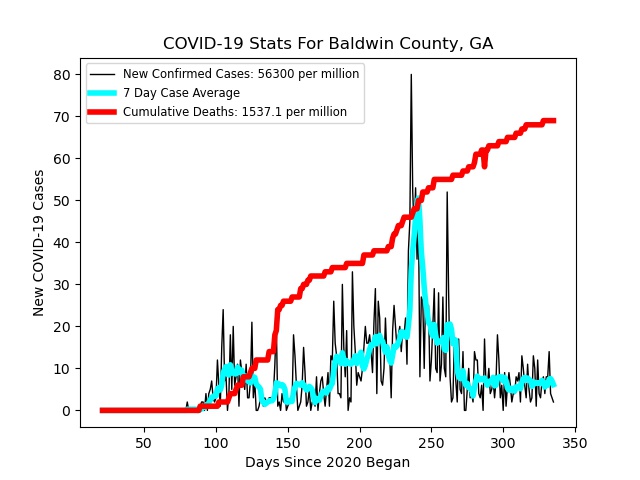 COVID-19 Stats For Baldwin County, GA
New Confirmed Cases: 56300 per million
7 Day Case Average
Cumulative Deaths: 1537.1 per million
New COVID-19 Cases
80
70
60
50
40
30
20
10
0
50 100 150 200 250 300 350
Days Since 2020 Began